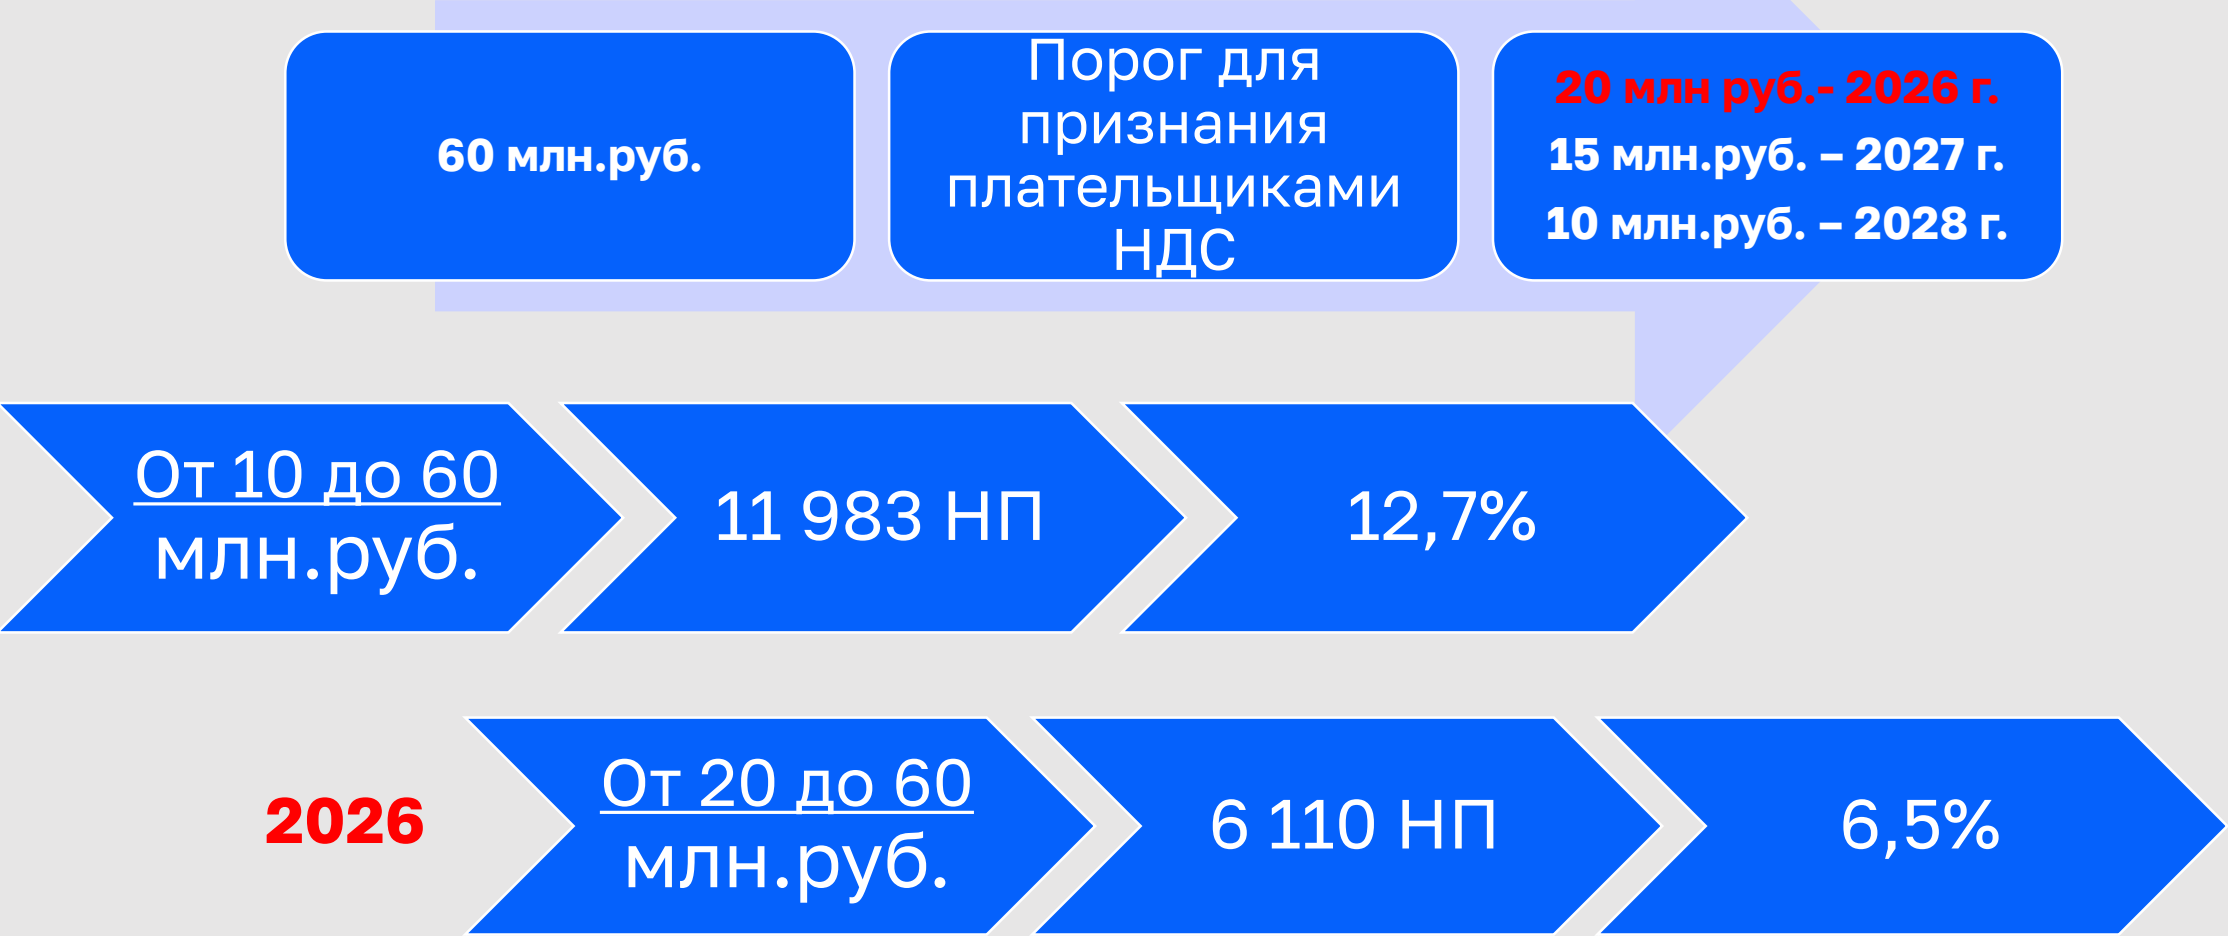 60 млн.руб.
Порог для
признания
плательщиками
НДС
20 млн руб.- 2026 г.
15 млн.руб. – 2027 г.
10 млн.руб. – 2028 г.
От 10 до 60
млн.руб.
11 983 НП
12,7%
2026
От 20 до 60
млн.руб.
6 110 НП
6,5%